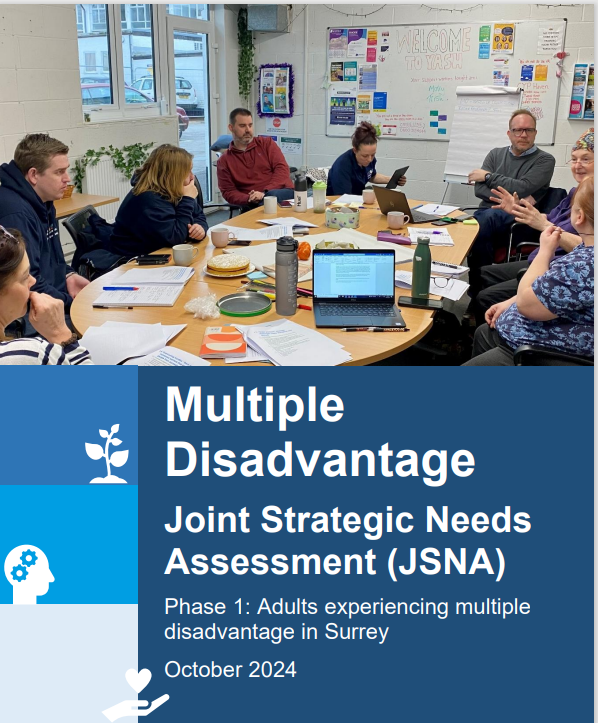 WELCOME
TO YASH
Multiple
Disadvantage
Joint Strategic Needs
Assessment (JSNA)
Phase 1: Adults experiencing multiple
disadvantage in Surrey
October 2024